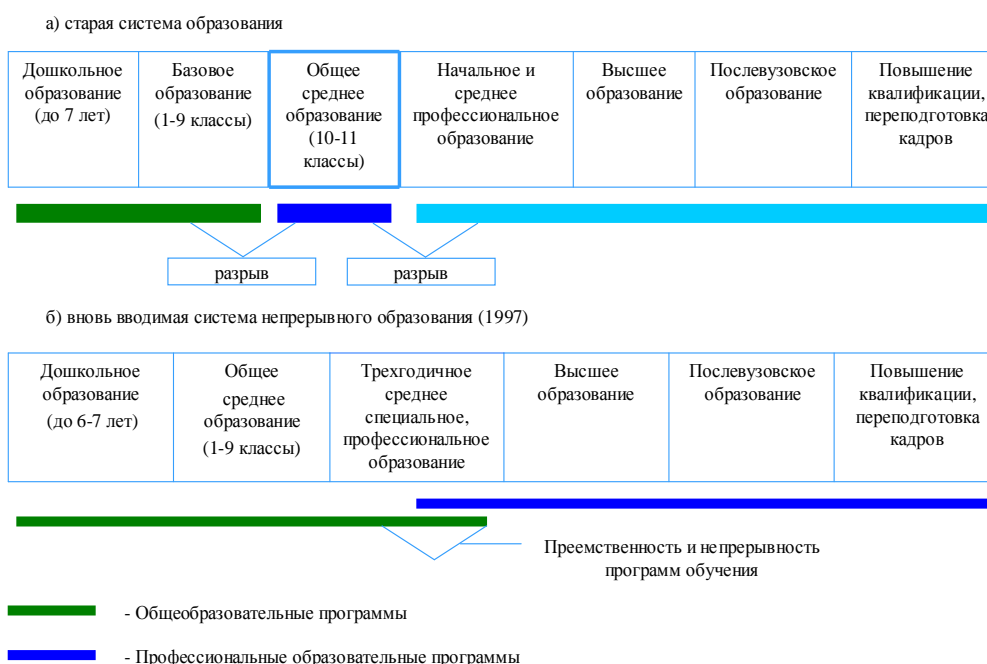 а) старая система образования
Дошкольное
образование
(до 7 лет)
Базовое
образование
(1-9 классы)
Общее
среднее
образование
(10-11
классы)
Начальное и
среднее
профессиональное
образование
Высшее
образование
Послевузовское
образование
Повышение
квалификации,
переподготовка
кадров
разрыв
разрыв
б) вновь вводимая система непрерывного образования (1997)
Дошкольное
образование
(до 6-7 лет)
Общее
среднее
образование
(1-9 классы)
Трехгодичное
среднее
специальное,
профессиональное
образование
Высшее
образование
Послевузовское
образование
Повышение
квалификации,
переподготовка
кадров
Преемственность и непрерывность
программ обучения
- Общеобразовательные программы
- Профессиональные образовательные программы